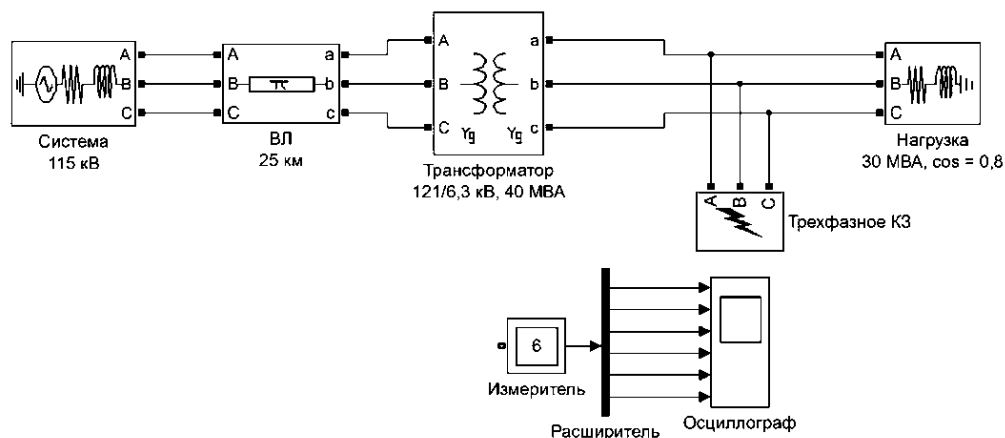 A
B
C
Система
115 кВ
A
B
C
a
b
c
ВЛ
25 км
A
B
C
a
b
c
Yg
Yg
Трансформатор
121/6,3 кВ, 40 МВА
A
B
C
Нагрузка
30 МВА, cos = 0,8
A
B
C
Трехфазное КЗ
6
Измеритель
Расширитель
Осциллограф